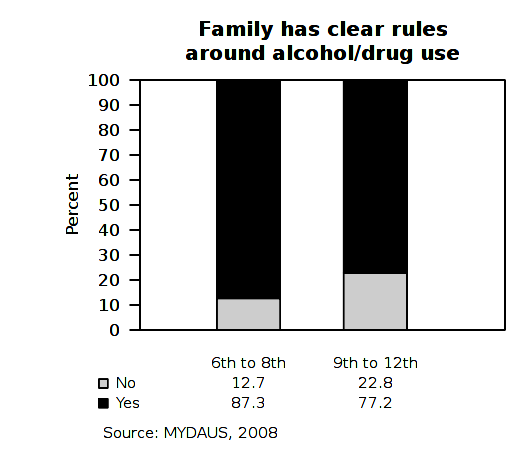 Family has clear rules
around alcohol/drug use
100
90
80
70
60
50
40
30
20
10
0
Percent
6th to 8th 9th to 12th
No 12.7 22.8
Yes 87.3 77.2
Source: MYDAUS, 2008